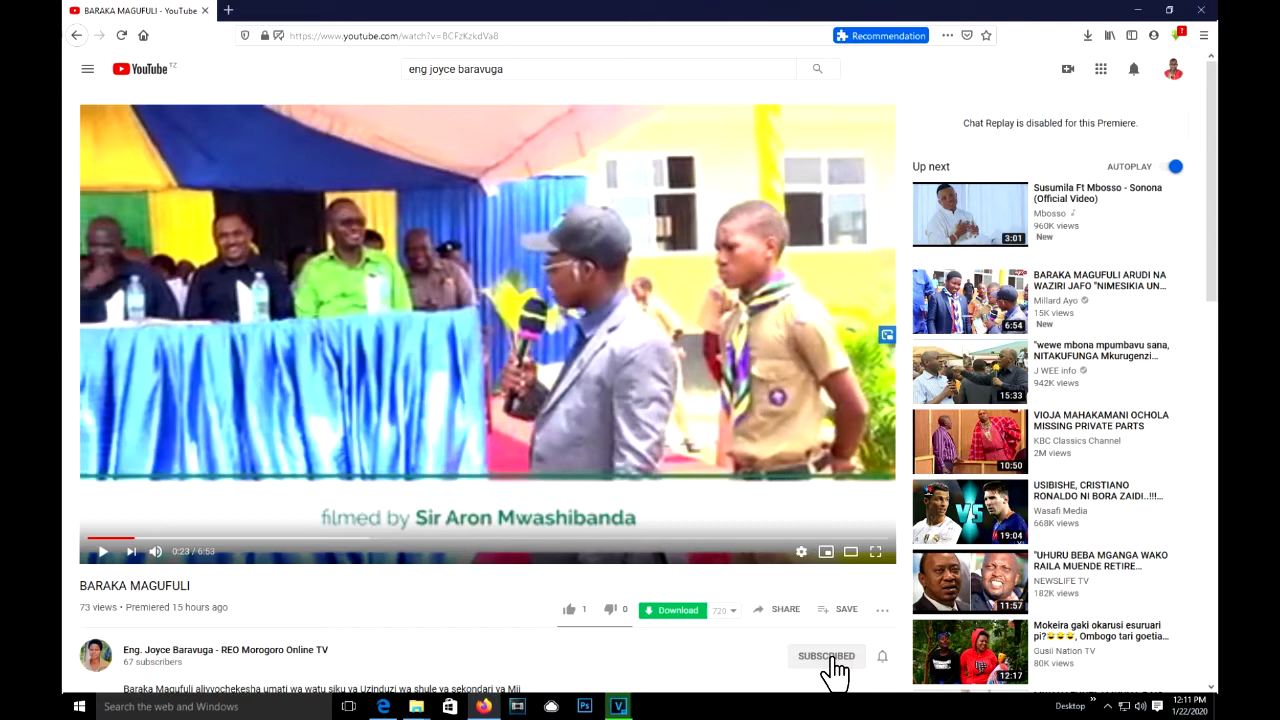 BARAKA MAGUFULI - YouTube
https://www.youtube.com/watch?v=BCFzKzkdVa8
Recommendation
?
YouTube TZ
eng joyce baravuga
filmed by Sir Aron Mwashibanda
0:23 / 6:53
BARAKA MAGUFULI
73 views • Premiered 15 hours ago
1
0
Download
720
SHARE
SAVE
Eng. Joyce Baravuga - REO Morogoro Online TV
67 subscribers
SUBSCRIBED
Baraka Magufuli alivyochekesha umati wa watu siku ya Uzinduzi wa shule ya sekondari ya Mji
Chat Replay is disabled for this Premiere.
Up next
AUTOPLAY
3:01
Susumila Ft Mbosso - Sonona
(Official Video)
Mbosso
960K views
New
6:54
BARAKA MAGUFULI ARUDI NA
WAZIRI JAFO "NIMESIKIA UN...
Millard Ayo
15K views
New
15:33
"wewe mbona mpumbavu sana,
NITAKUFUNGA Mkurugenzi...
J WEE info
942K views
10:50
VIOJA MAHAKAMANI OCHOLA
MISSING PRIVATE PARTS
KBC Classics Channel
2M views
VS
19:04
USIBISHE, CRISTIANO
RONALDO NI BORA ZAIDI..!!!...
Wasafi Media
668K views
11:57
"UHURU BEBA MGANGA WAKO
RAILA MUENDE RETIRE...
NEWSLIFE TV
182K views
12:17
Mokeira gaki okarusi esuruari
pi?😂😂😂, Ombogo tari goetia...
Gusii Nation TV
80K views
Search the web and Windows
Desktop
12:11 PM
1/22/2020